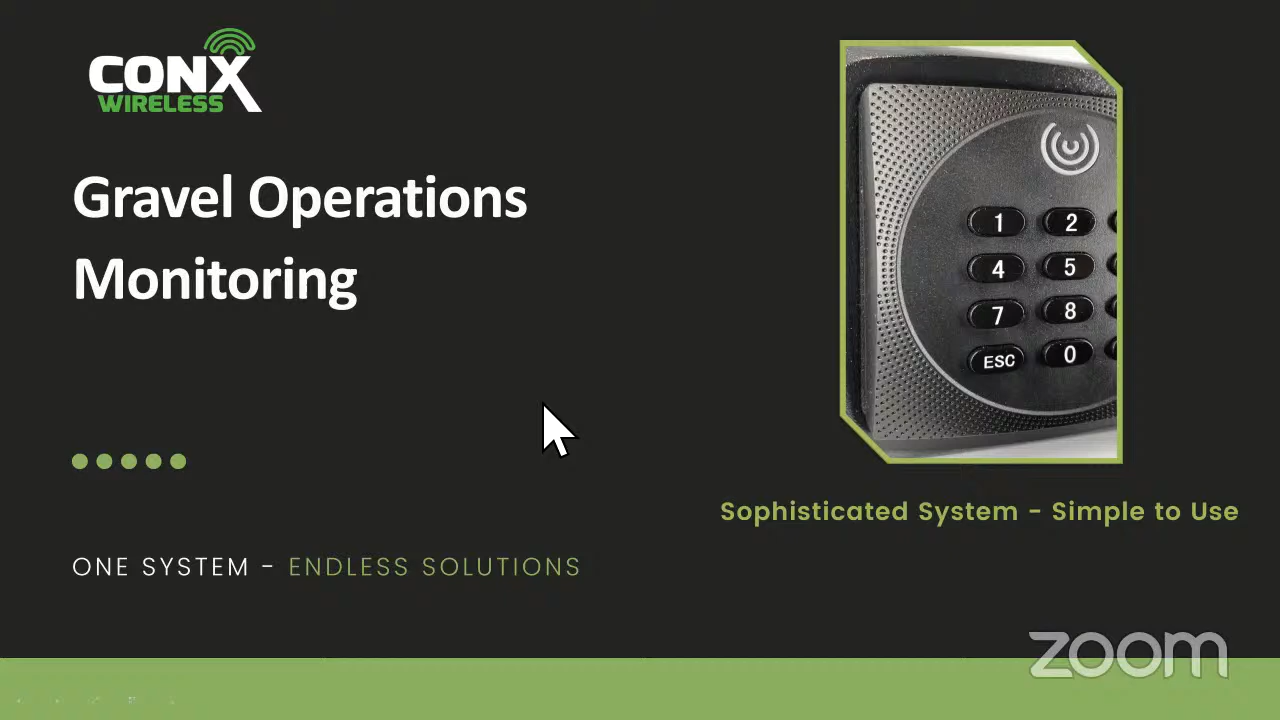 CONX
WIRELESS
Gravel Operations
Monitoring
1 2
4 5
7 8
ESC 0
Sophisticated System - Simple to Use
ONE SYSTEM - ENDLESS SOLUTIONS
zoom